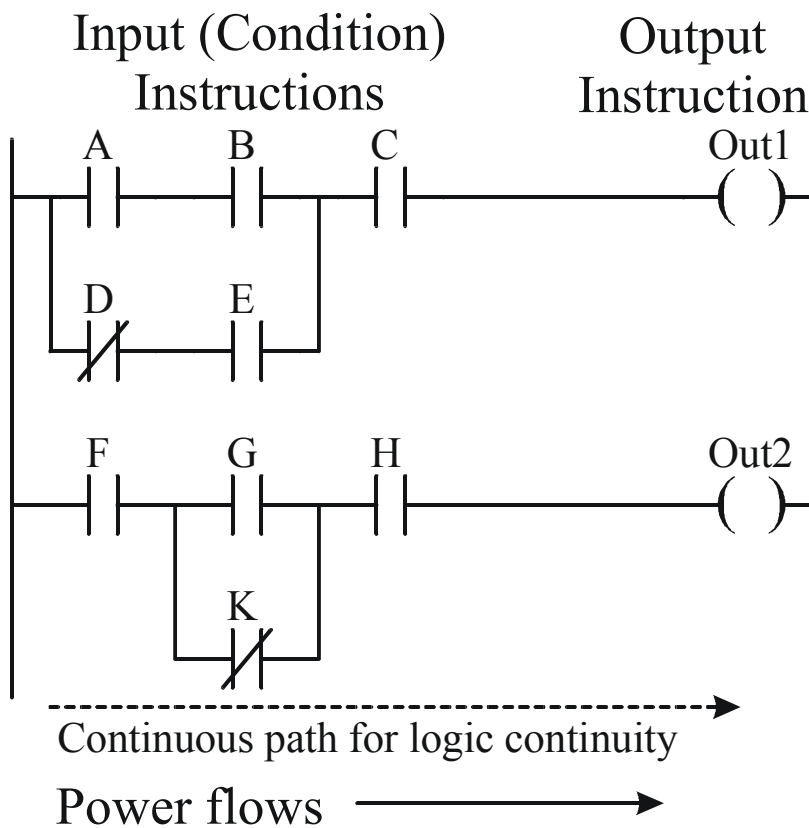 Input (Condition)
Instructions
Output
Instruction
A B C Out1
D E
F G H Out2
K
Continuous path for logic continuity
Power flows